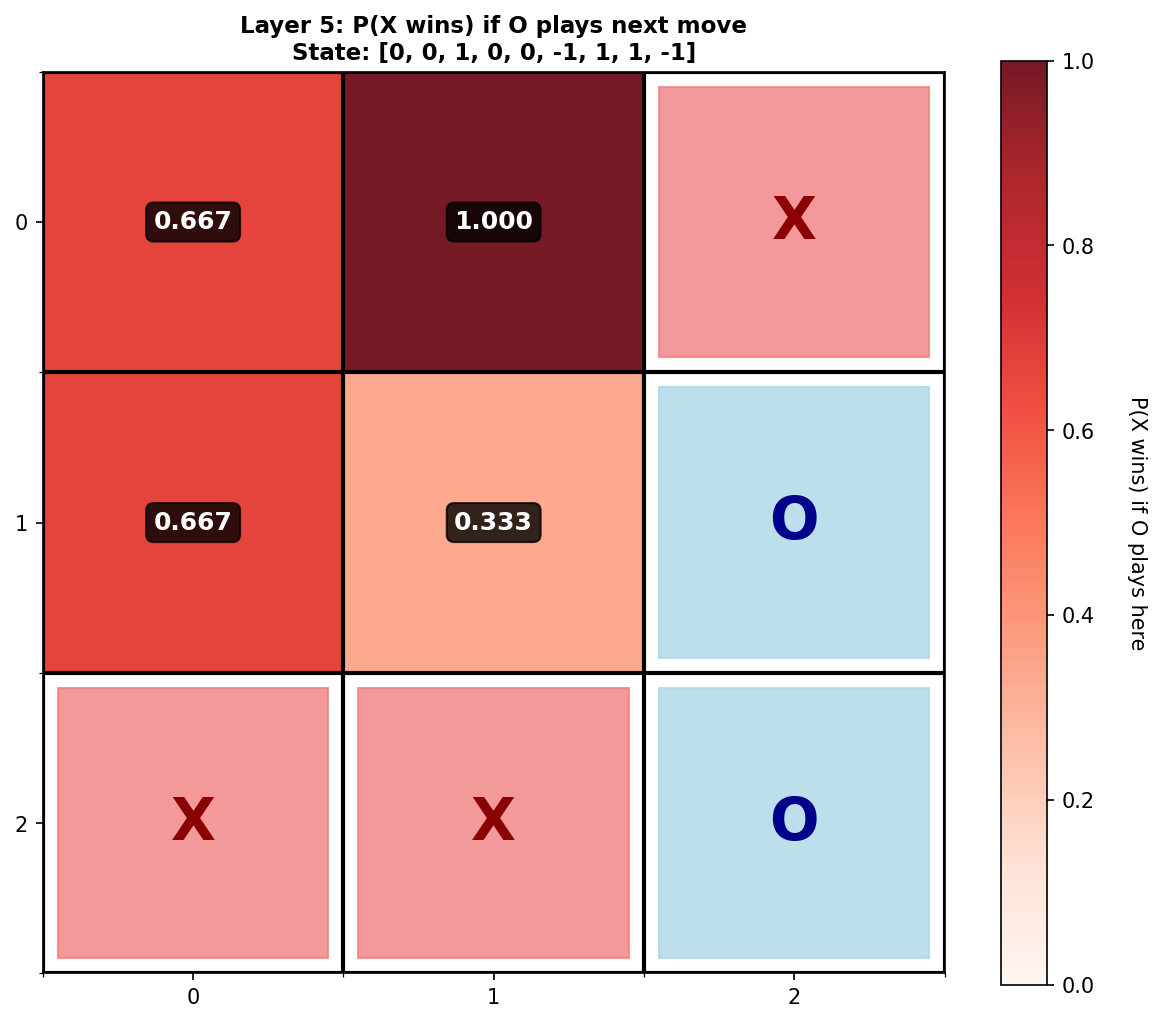 Layer 5: P(X wins) if O plays next move
State: [0, 0, 1, 0, 0, -1, 1, 1, -1]
0
0.667
1.000
X
1
0.667
0.333
O
2
X
X
O
0
1
2
1.0
0.8
0.6
0.4
0.2
0.0
P(X wins) if O plays here